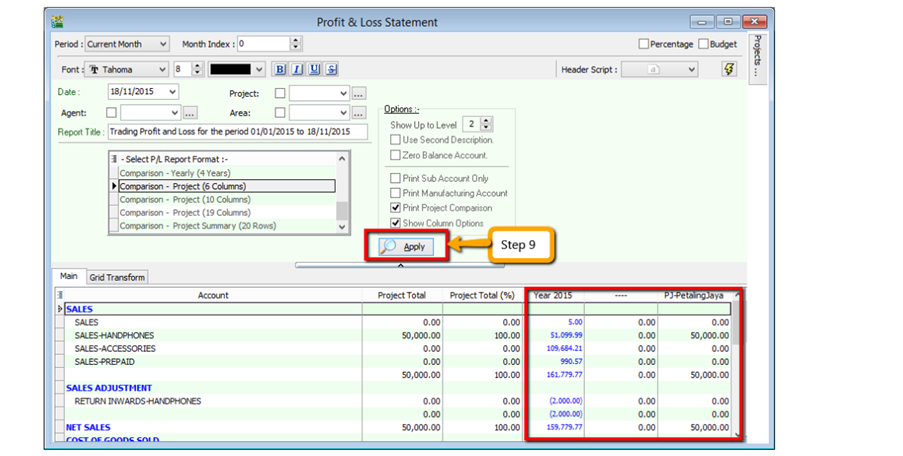 Profit & Loss Statement
Period : Current Month Month Index : 0 Percentage Budget
Projects ...
Font : Tahoma 8 B I U S Header Script :
Date : 18/11/2015 Project: ...
Agent: ... Area: ...
Report Title : Trading Profit and Loss for the period 01/01/2015 to 18/11/2015
- Select P/L Report Format :-
Comparison - Yearly (4 Years)
Comparison - Project (6 Columns)
Comparison - Project (10 Columns)
Comparison - Project (19 Columns)
Comparison - Project Summary (20 Rows)
Options :-
Show Up to Level 2
Use Second Description.
Zero Balance Account.
Print Sub Account Only
Print Manufacturing Account
Print Project Comparison
Show Column Options
Apply
Step 9
Main Grid Transform
Account Project Total Project Total (%) Year 2015 ---- PJ-PetalingJaya
SALES
SALES 0.00 0.00 5.00 0.00 0.00
SALES-HANDPHONES 50,000.00 100.00 51.099.99 0.00 50,000.00
SALES-ACCESSORIES 0.00 0.00 109.684.21 0.00 0.00
SALES-PREPAID 0.00 0.00 990.57 0.00 0.00
50,000.00 100.00 161.779.77 0.00 50,000.00
SALES ADJUSTMENT
RETURN INWARDS-HANDPHONES 0.00 0.00 (2.000.00) 0.00 0.00
0.00 0.00 (2.000.00) 0.00 0.00
NET SALES 50,000.00 100.00 159.779.77 0.00 50,000.00
COST OF GOODS SOLD